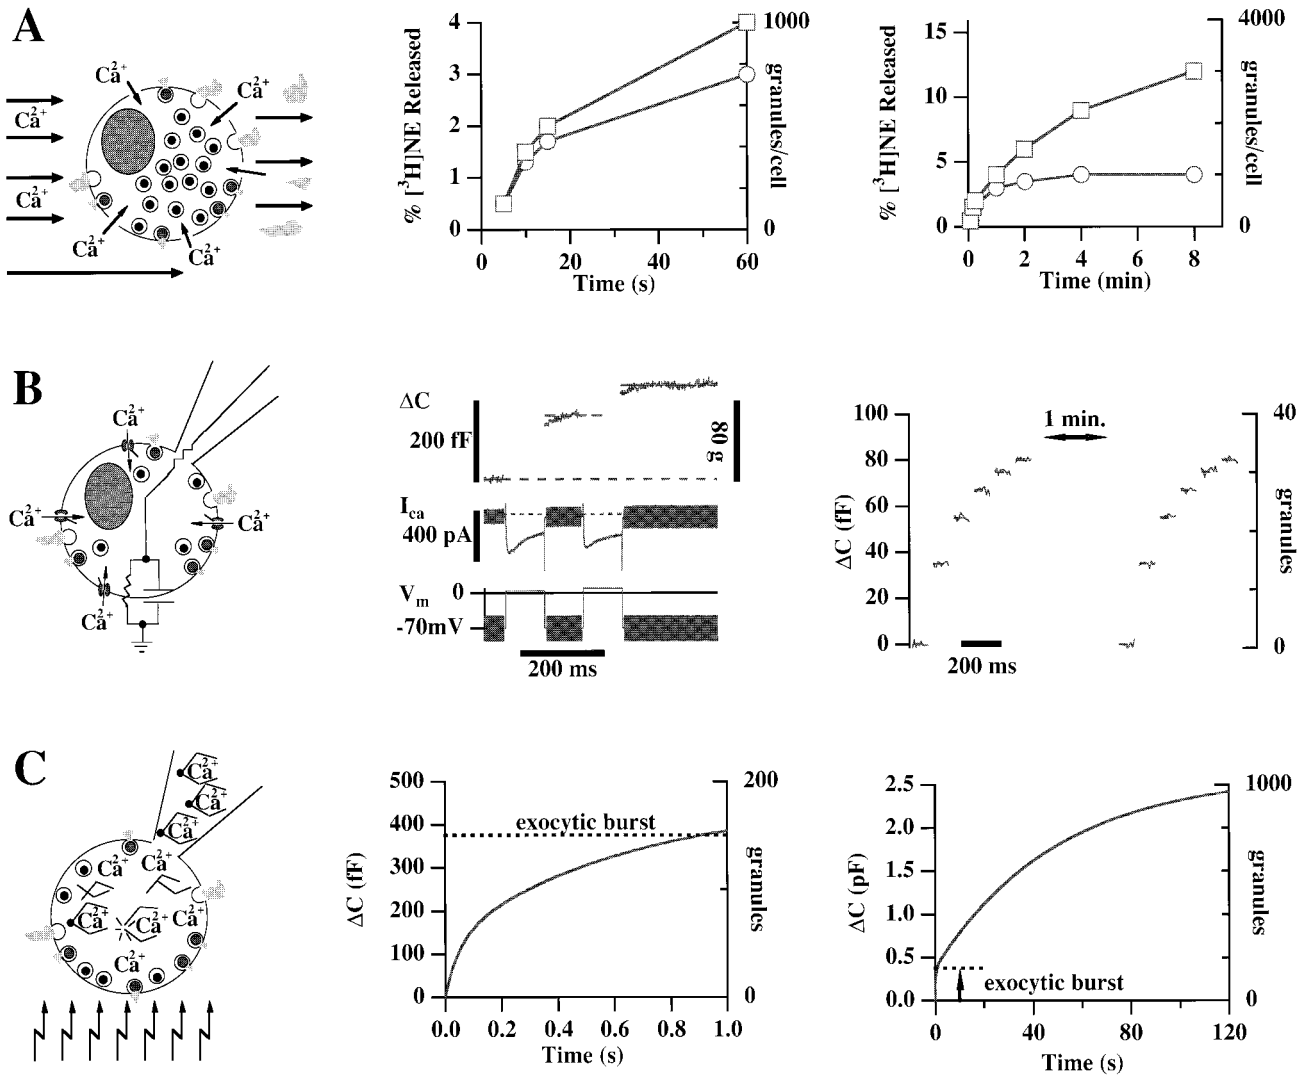 A
Ca2+
Ca2+
Ca2+
Ca2+
Ca2+
Ca2+
% [3H]NE Released
4
3
2
1
0
0
20
40
60
Time (s)
1000
granules/cell
0
% [3H]NE Released
15
10
5
0
0
2
4
6
8
Time (min)
4000
granules/cell
0
B
Ca2+
Ca2+
Ca2+
Ca2+
ΔC
200 fF
80 g
Ica
400 pA
Vm
0
-70mV
200 ms
ΔC (fF)
100
80
60
40
20
0
1 min.
200 ms
40
granules
0
C
Ca2+
Ca2+
Ca2+
Ca2+
Ca2+
Ca2+
Ca2+
Ca2+
Ca2+
ΔC (fF)
500
400
300
200
100
0
exocytic burst
0.0
0.2
0.4
0.6
0.8
1.0
Time (s)
200
granules
0
ΔC (pF)
2.5
2.0
1.5
1.0
0.5
0.0
exocytic burst
0
40
80
120
Time (s)
1000
granules
0